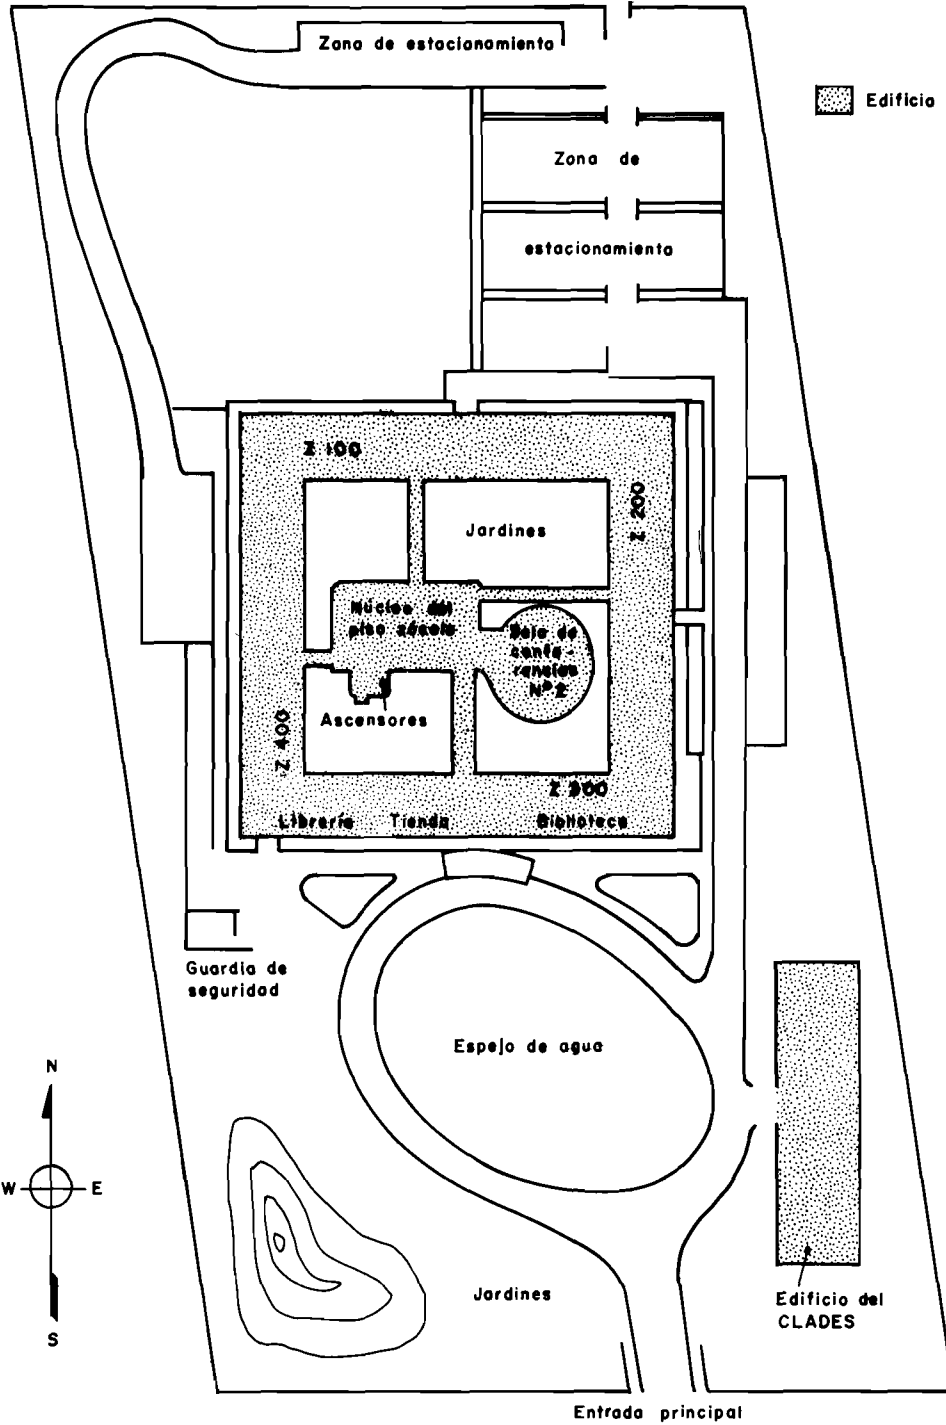 Zona de estacionamiento
Edificio
Zona de
estacionamiento
Z 100
Z 200
Jardines
Núcleo del
piso zócalo
Sala de
confe-
rencias
Nº 2
Ascensores
Z 400
Z 300
Librería Tienda Biblioteca
Guardia de
seguridad
Espejo de agua
N
W E
S
Jardines
Edificio del
CLADES
Entrada principal